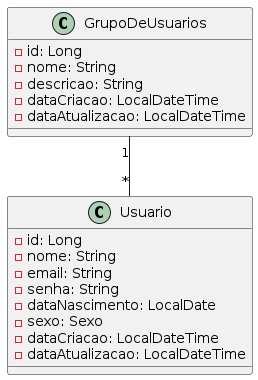 C GrupoDeUsuarios
id: Long
nome: String
descricao: String
dataCriacao: LocalDateTime
dataAtualizacao: LocalDateTime
1
*
C Usuario
id: Long
nome: String
email: String
senha: String
dataNascimento: LocalDate
sexo: Sexo
dataCriacao: LocalDateTime
dataAtualizacao: LocalDateTime